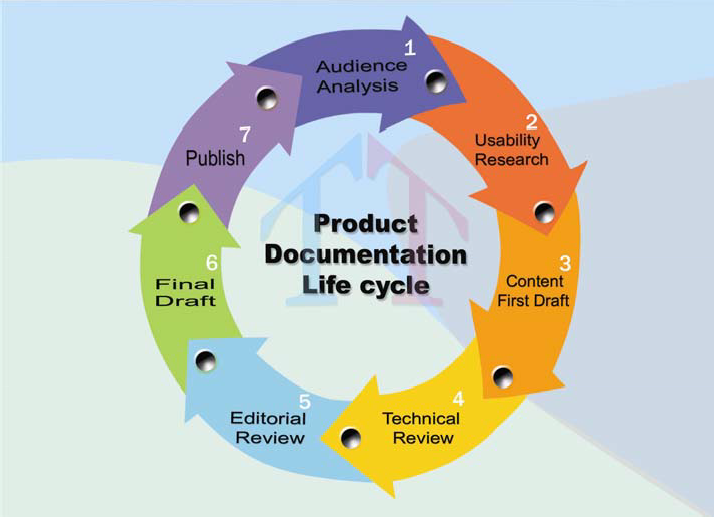 1
Audience
Analysis
2
Usability
Research
3
Content
First Draft
4
Technical
Review
5
Editorial
Review
6
Final
Draft
7
Publish
Product
Documentation
Life cycle